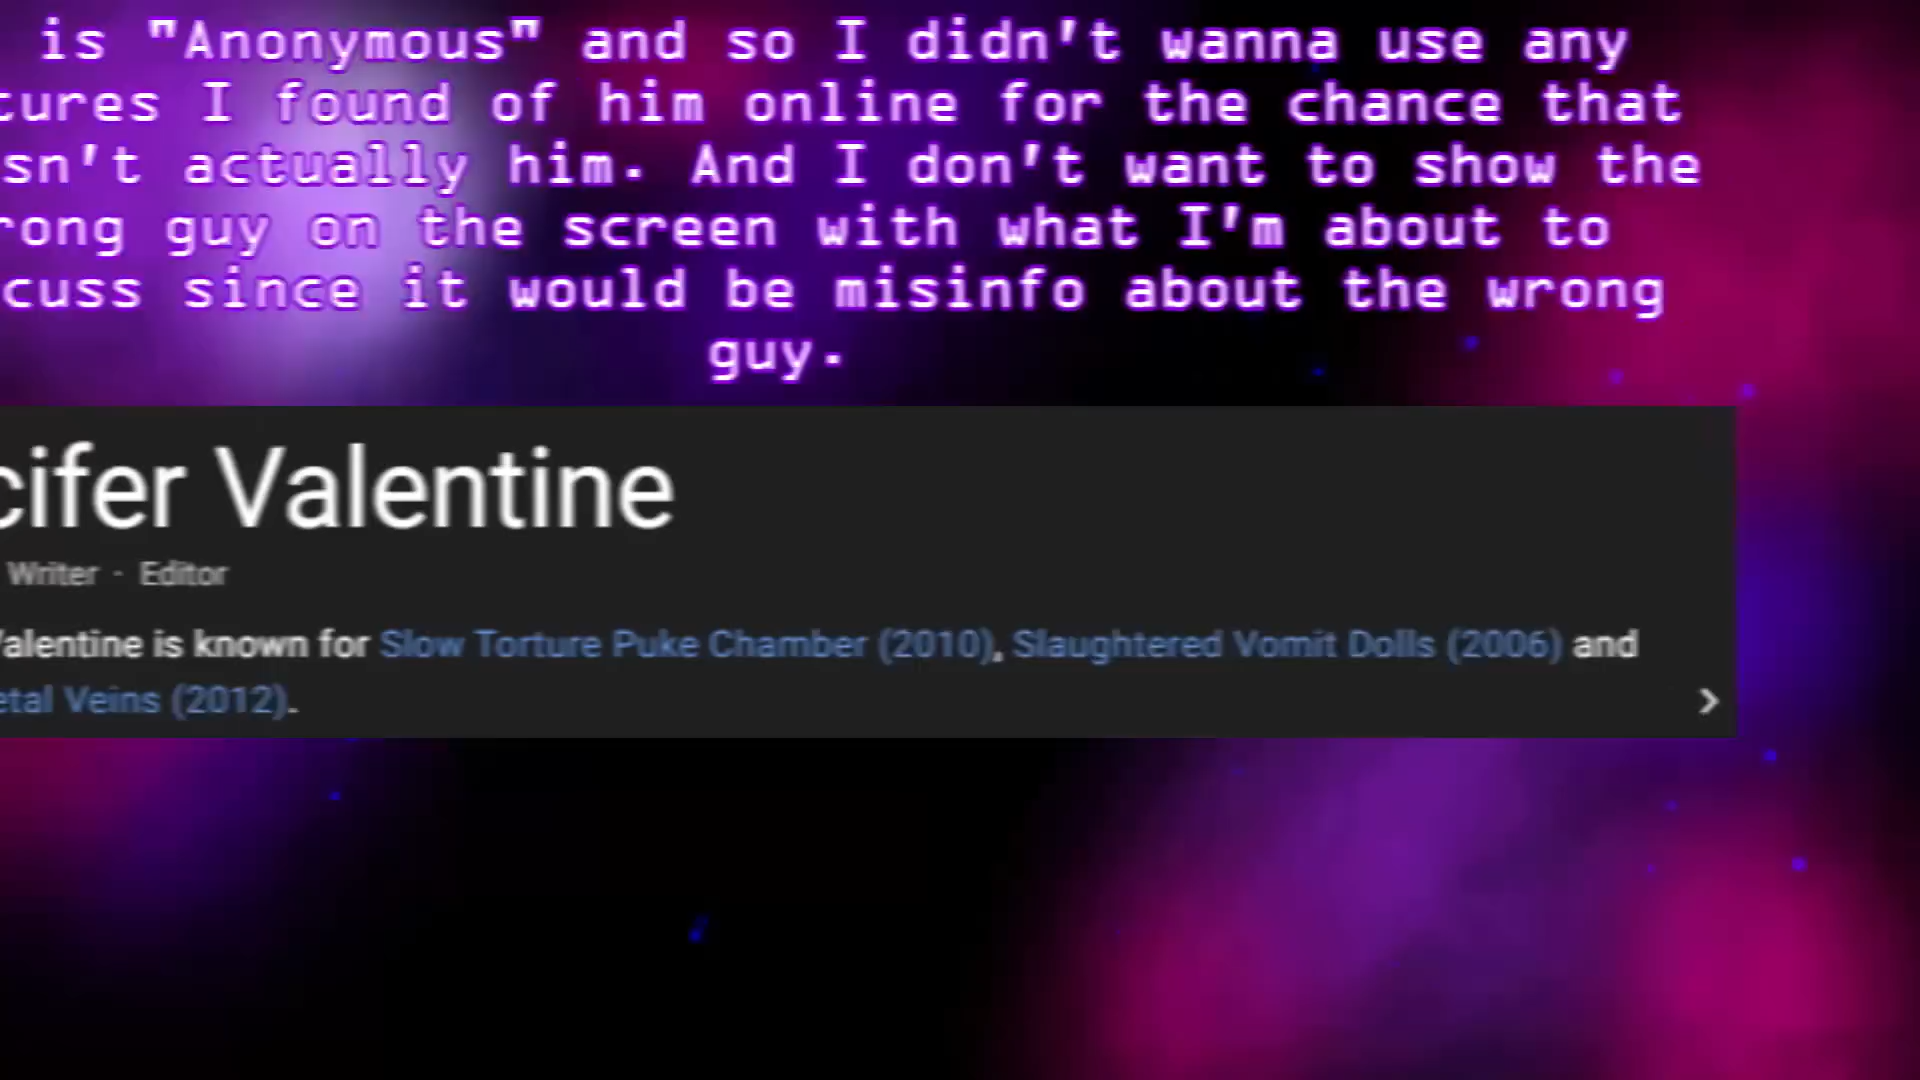 is "Anonymous" and so I didn't wanna use any
tures I found of him online for the chance that
sn't actually him. And I don't want to show the
rong guy on the screen with what I'm about to
cuss since it would be misinfo about the wrong
guy.
cifer Valentine
Writer · Editor
Valentine is known for Slow Torture Puke Chamber (2010), Slaughtered Vomit Dolls (2006) and
etal Veins (2012).